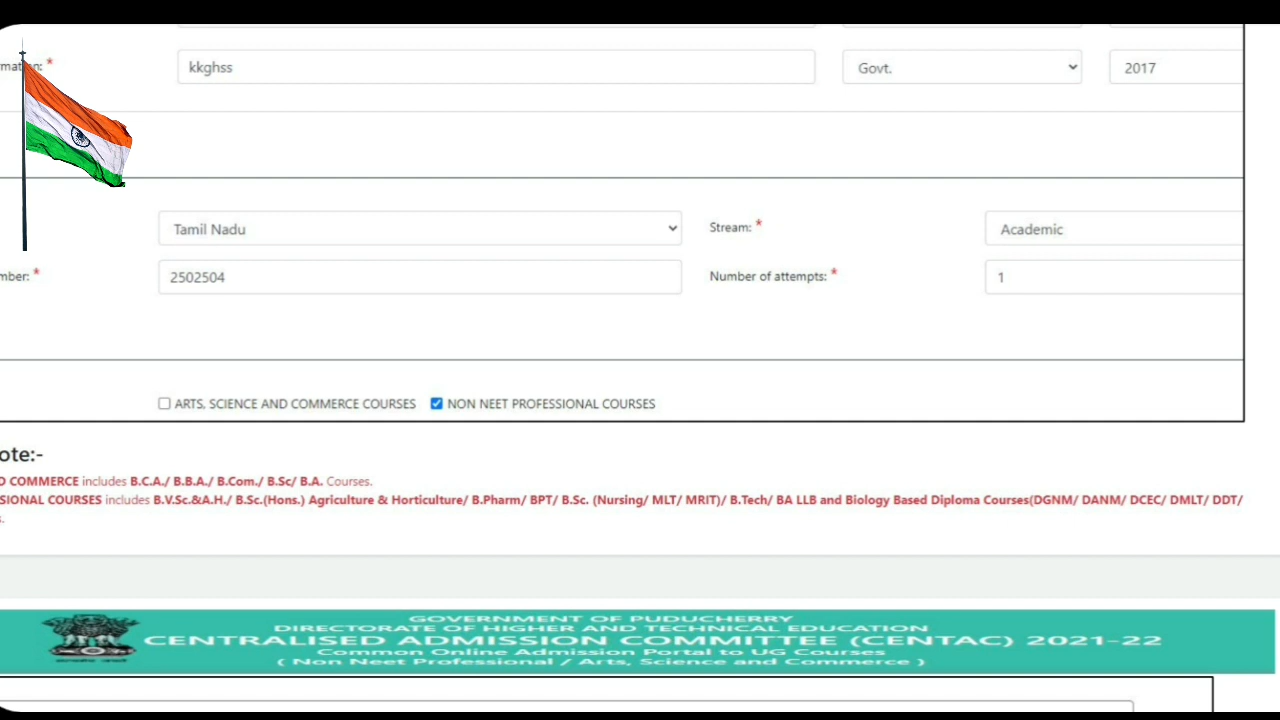 mation: *
kkghss
Govt.
2017
Tamil Nadu
Stream: *
Academic
mber: *
2502504
Number of attempts: *
1
ARTS, SCIENCE AND COMMERCE COURSES
NON NEET PROFESSIONAL COURSES
ote:-
O COMMERCE includes B.C.A./ B.B.A./ B.Com./ B.Sc/ B.A. Courses.
SIONAL COURSES includes B.V.Sc.&A.H./ B.Sc.(Hons.) Agriculture & Horticulture/ B.Pharm/ BPT/ B.Sc. (Nursing/ MLT/ MRIT)/ B.Tech/ BA LLB and Biology Based Diploma Courses(DGNM/ DANM/ DCEC/ DMLT/ DDT/
s.
GOVERNMENT OF PUDUCHERRY
DIRECTORATE OF HIGHER AND TECHNICAL EDUCATION
CENTRALISED ADMISSION COMMITTEE (CENTAC) 2021-22
Common Online Admission Portal to UG Courses
( Non Neet Professional / Arts, Science and Commerce )